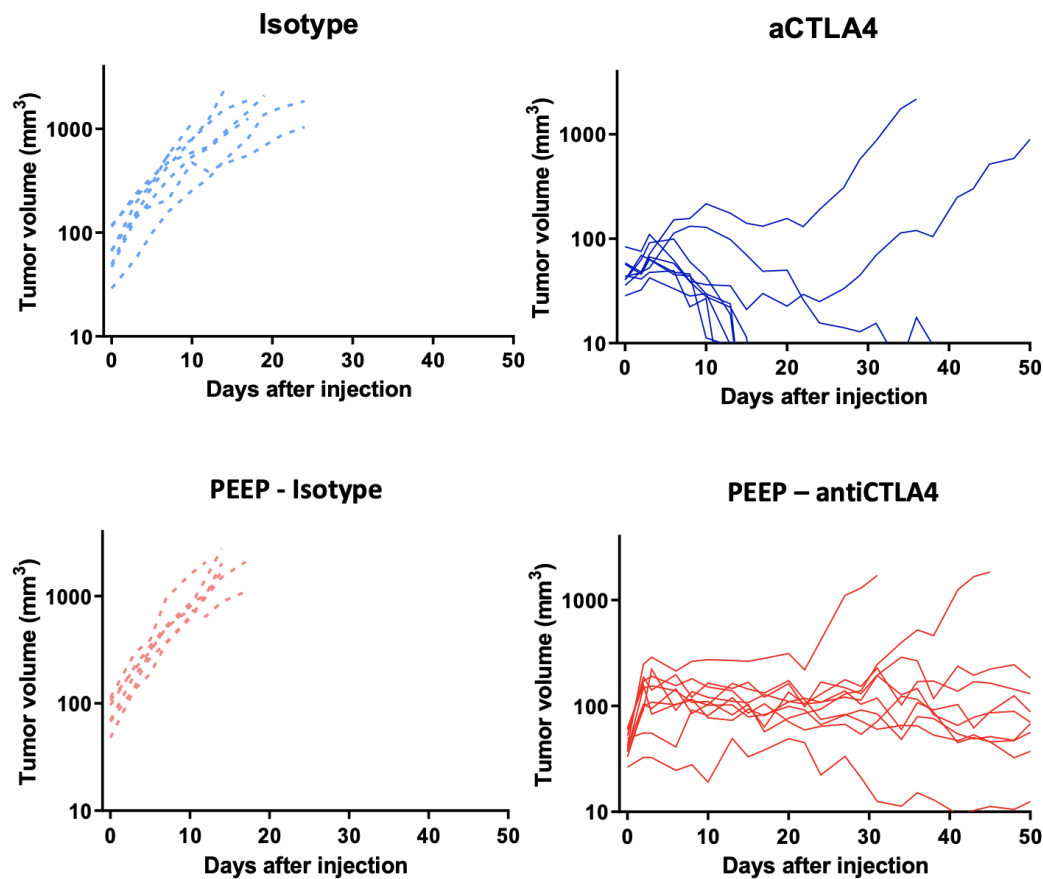 Isotype
Tumor volume (mm3)
1000
100
10
0 10 20 30 40 50
Days after injection
aCTLA4
Tumor volume (mm3)
1000
100
10
0 10 20 30 40 50
Days after injection
PEEP - Isotype
Tumor volume (mm3)
1000
100
10
0 10 20 30 40 50
Days after injection
PEEP – antiCTLA4
Tumor volume (mm3)
1000
100
10
0 10 20 30 40 50
Days after injection